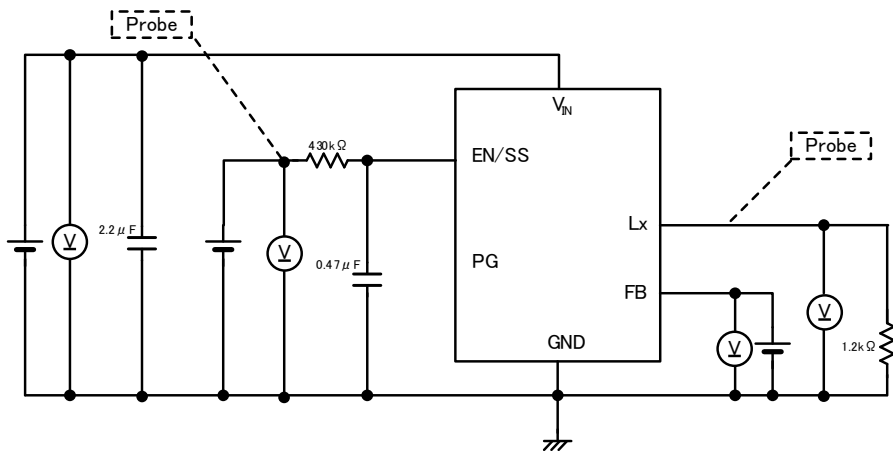 Probe
430kΩ
V_IN
EN/SS
Probe
Lx
V
2.2μF
V
0.47μF
PG
FB
V
V
1.2kΩ
GND